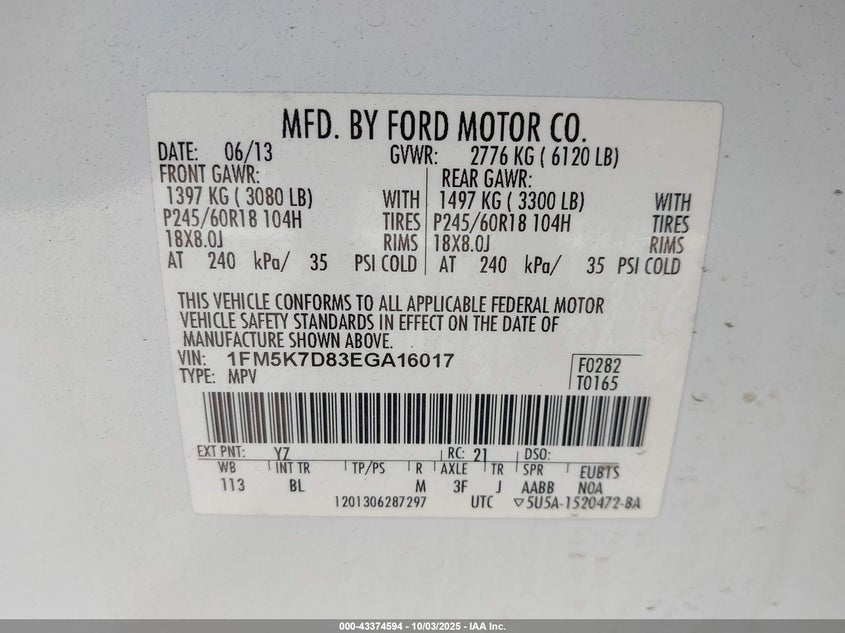 MFD. BY FORD MOTOR CO.
DATE: 06/13 GVWR: 2776 KG ( 6120 LB)
FRONT GAWR: REAR GAWR:
1397 KG ( 3080 LB) WITH 1497 KG ( 3300 LB) WITH
P245/60R18 104H TIRES P245/60R18 104H TIRES
18X8.0J RIMS 18X8.0J RIMS
AT 240 kPa/ 35 PSI COLD AT 240 kPa/ 35 PSI COLD
THIS VEHICLE CONFORMS TO ALL APPLICABLE FEDERAL MOTOR
VEHICLE SAFETY STANDARDS IN EFFECT ON THE DATE OF
MANUFACTURE SHOWN ABOVE.
VIN: 1FM5K7D83EGA16017 F0282
TYPE: MPV T0165
EXT PNT: YZ RC: 21 DSO:
WB INT TR TP/PS R AXLE TR SPR EUBTS
113 BL M 3F J AABB NOA
1201306287297 UTC ▽5U5A-1520472-BA
000-43374594 - 10/03/2025 - IAA Inc.